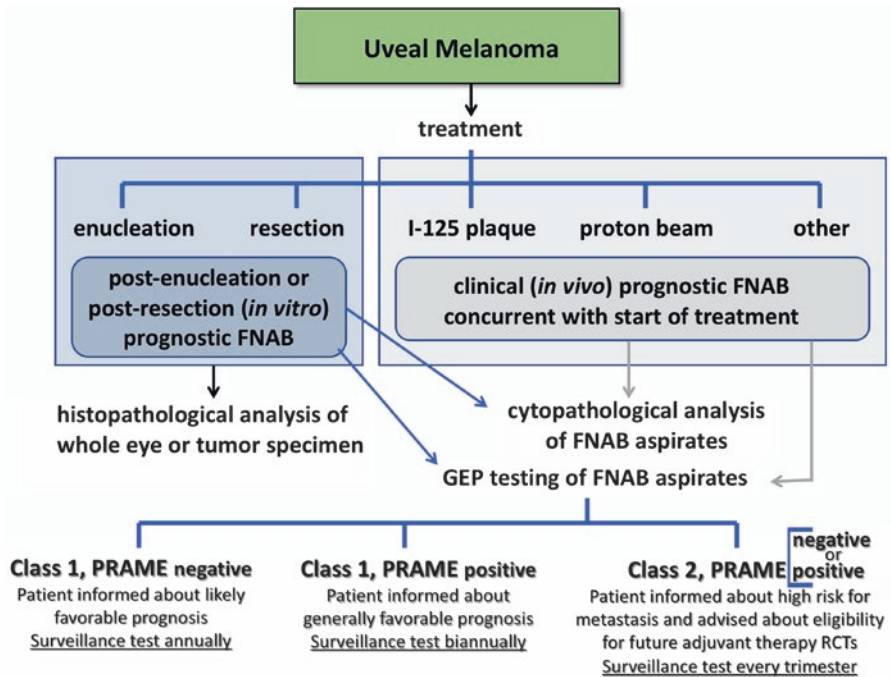 Uveal Melanoma
treatment
enucleation
resection
I-125 plaque
proton beam
other
post-enucleation or
post-resection (in vitro)
prognostic FNAB
clinical (in vivo) prognostic FNAB
concurrent with start of treatment
histopathological analysis of
whole eye or tumor specimen
cytopathological analysis
of FNAB aspirates
GEP testing of FNAB aspirates
Class 1, PRAME negative
Patient informed about likely
favorable prognosis
Surveillance test annually
Class 1, PRAME positive
Patient informed about
generally favorable prognosis
Surveillance test biannually
negative
or
Class 2, PRAME positive
Patient informed about high risk for
metastasis and advised about eligibility
for future adjuvant therapy RCTs
Surveillance test every trimester